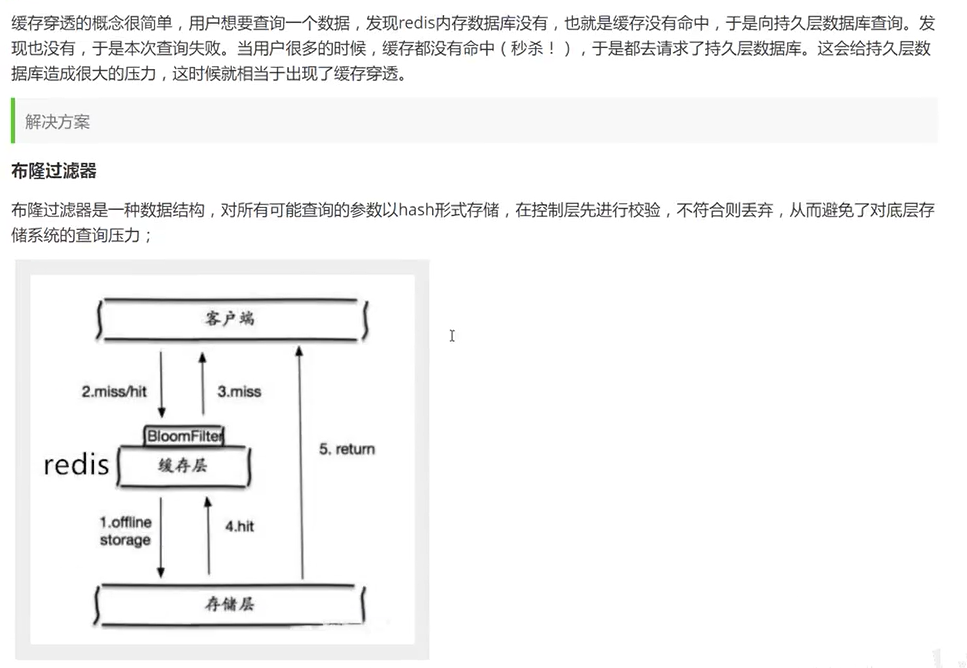 缓存穿透的概念很简单，用户想要查询一个数据，发现redis内存数据库没有，也就是缓存没有命中，于是向持久层数据库查询。发
现也没有，于是本次查询失败。当用户很多的时候，缓存都没有命中（秒杀！），于是都去请求了持久层数据库。这会给持久层数
据库造成很大的压力，这时候就相当于出现了缓存穿透。
解决方案
布隆过滤器
布隆过滤器是一种数据结构，对所有可能查询的参数以hash形式存储，在控制层先进行校验，不符合则丢弃，从而避免了对底层存
储系统的查询压力；
客户端
2.miss/hit
3.miss
BloomFilter
5. return
redis
缓存层
1.offline
storage
4.hit
存储层